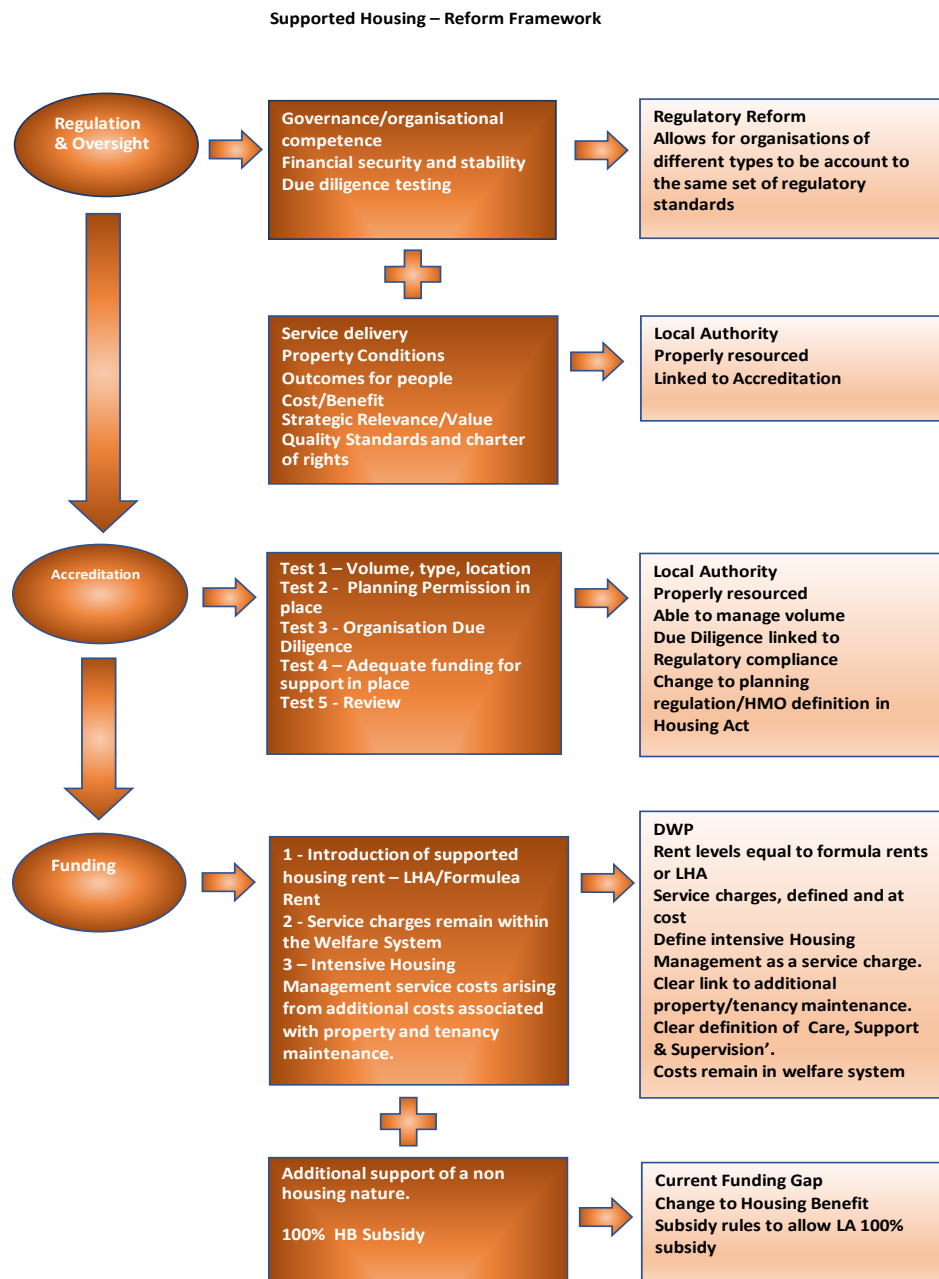 Supported Housing – Reform Framework
Regulation
& Oversight
Governance/organisational
competence
Financial security and stability
Due diligence testing
Regulatory Reform
Allows for organisations of
different types to be account to
the same set of regulatory
standards
Service delivery
Property Conditions
Outcomes for people
Cost/Benefit
Strategic Relevance/Value
Quality Standards and charter
of rights
Local Authority
Properly resourced
Linked to Accreditation
Accreditation
Test 1 – Volume, type, location
Test 2 - Planning Permission in
place
Test 3 - Organisation Due
Diligence
Test 4 – Adequate funding for
support in place
Test 5 - Review
Local Authority
Properly resourced
Able to manage volume
Due Diligence linked to
Regulatory compliance
Change to planning
regulation/HMO definition in
Housing Act
Funding
1 - Introduction of supported
housing rent – LHA/Formulea
Rent
2 - Service charges remain within
the Welfare System
3 – Intensive Housing
Management service costs arising
from additional costs associated
with property and tenancy
maintenance.
DWP
Rent levels equal to formula rents
or LHA
Service charges, defined and at
cost
Define intensive Housing
Management as a service charge.
Clear link to additional
property/tenancy maintenance.
Clear definition of Care, Support
& Supervision’.
Costs remain in welfare system
Additional support of a non
housing nature.
100% HB Subsidy
Current Funding Gap
Change to Housing Benefit
Subsidy rules to allow LA 100%
subsidy